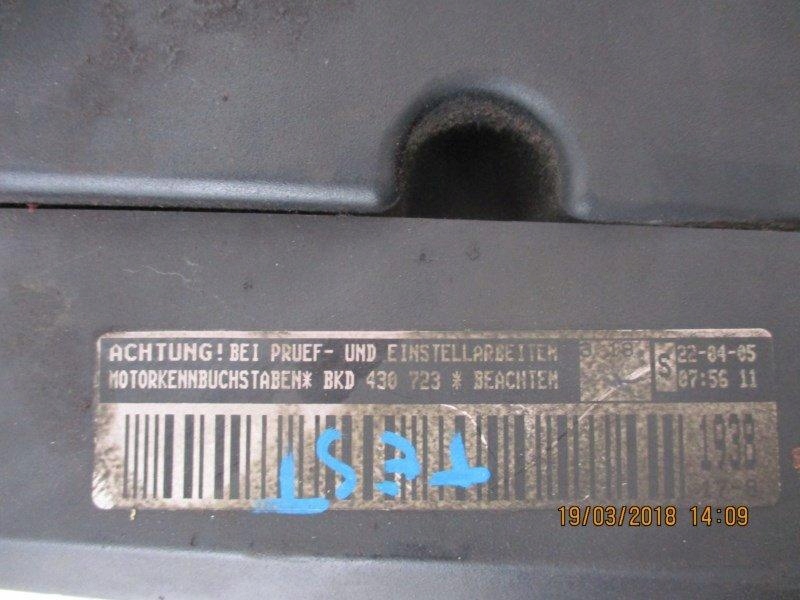 ACHTUNG! BEI PRUEF- UND EINSTELLARBEITEN
MOTORKENNBUCHSTABEN* BKD 430 723 * BEACHTEN
S
22-04-05
07:56 11
193B
TEST
19/03/2018 14:09